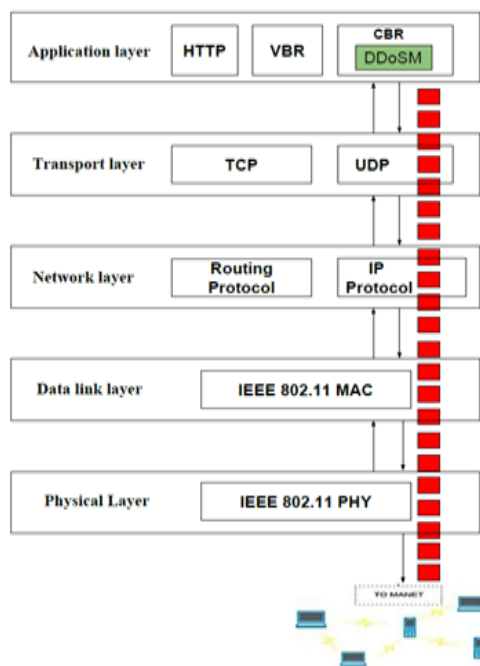 Application layer
HTTP
VBR
CBR
DDoSM
Transport layer
TCP
UDP
Network layer
Routing
Protocol
IP
Protocol
Data link layer
IEEE 802.11 MAC
Physical Layer
IEEE 802.11 PHY
TO MANET